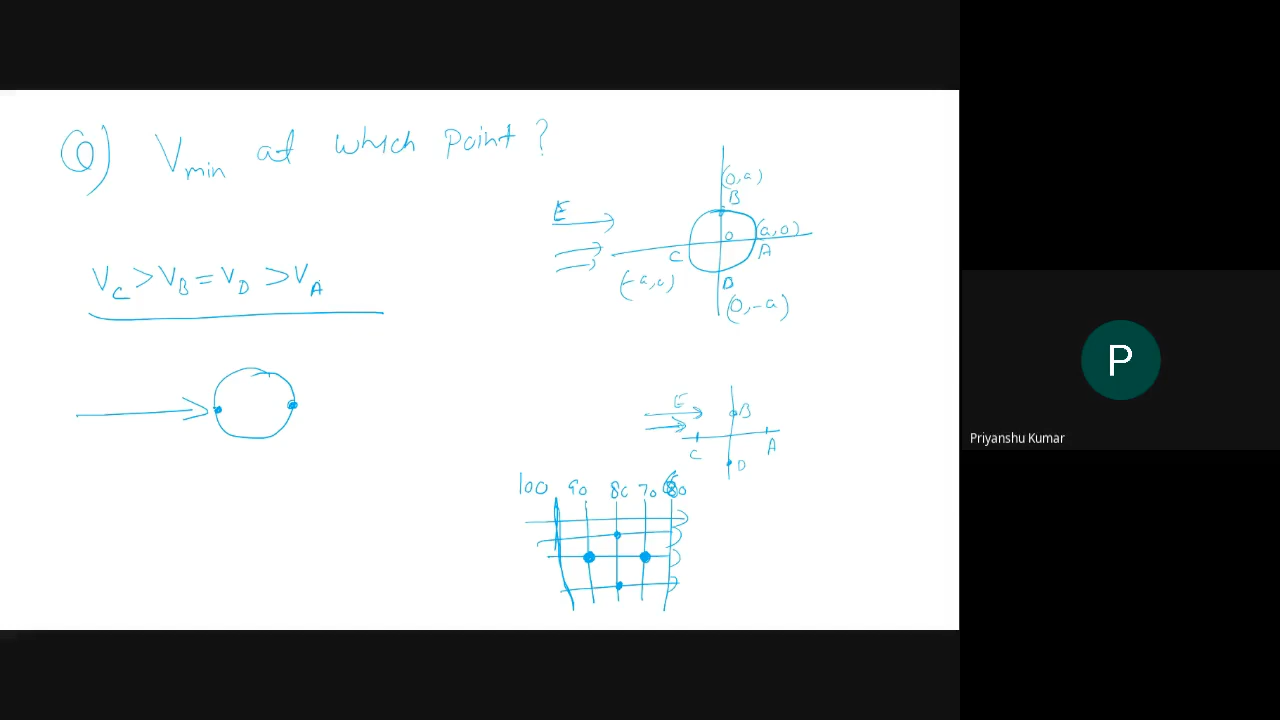 Q) Vmin at which point?
E
(0,a)
B
O
(a,0)
C
A
(-a,0)
D
(0,-a)
VC > VB = VD > VA
E
B
C
A
D
100 90 80 70 60
P
Priyanshu Kumar